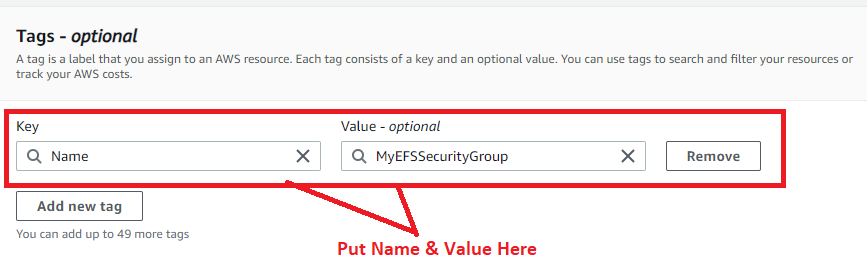 Tags - optional
A tag is a label that you assign to an AWS resource. Each tag consists of a key and an optional value. You can use tags to search and filter your resources or
track your AWS costs.
Key
Value - optional
Name
MyEFSSecurityGroup
Remove
Add new tag
You can add up to 49 more tags
Put Name & Value Here